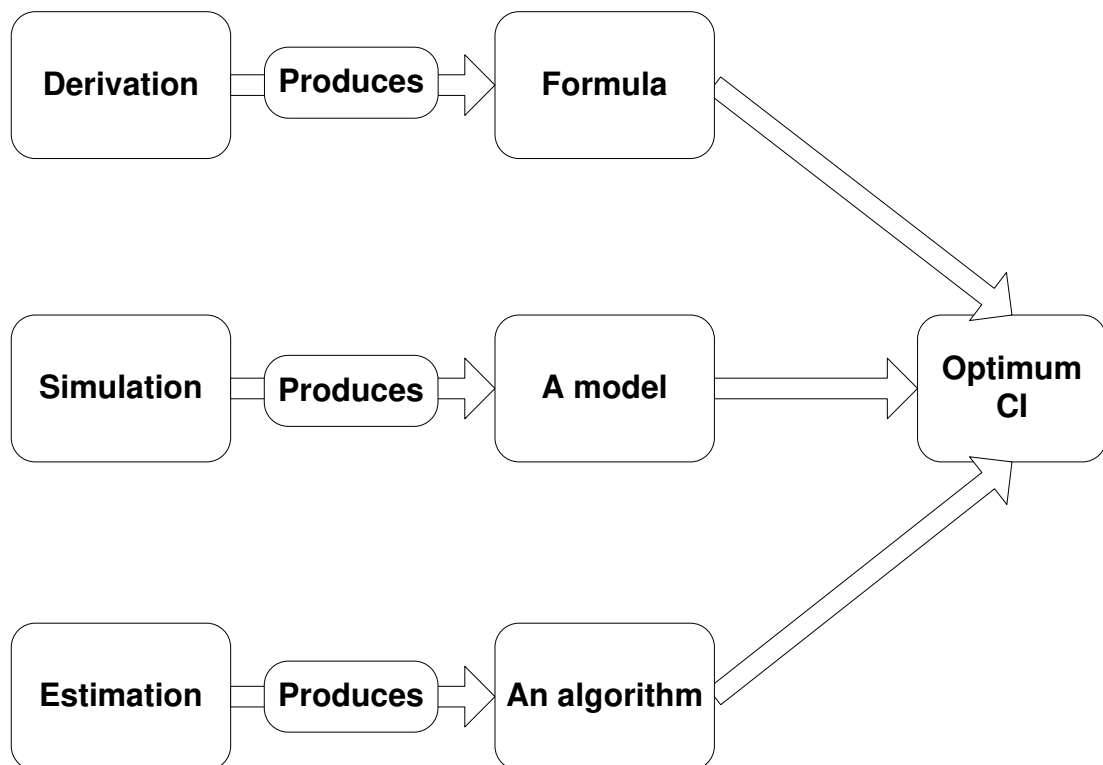 Derivation
Produces
Formula
Simulation
Produces
A model
Optimum
CI
Estimation
Produces
An algorithm